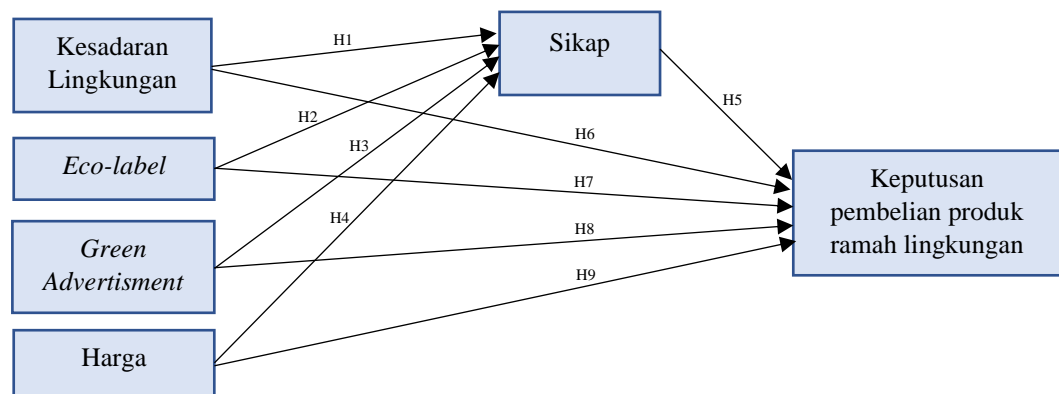 Kesadaran
Lingkungan
H1
Sikap
H2
H5
H6
Eco-label
H3
H7
Keputusan
pembelian produk
ramah lingkungan
Green
Advertisment
H4
H8
H9
Harga